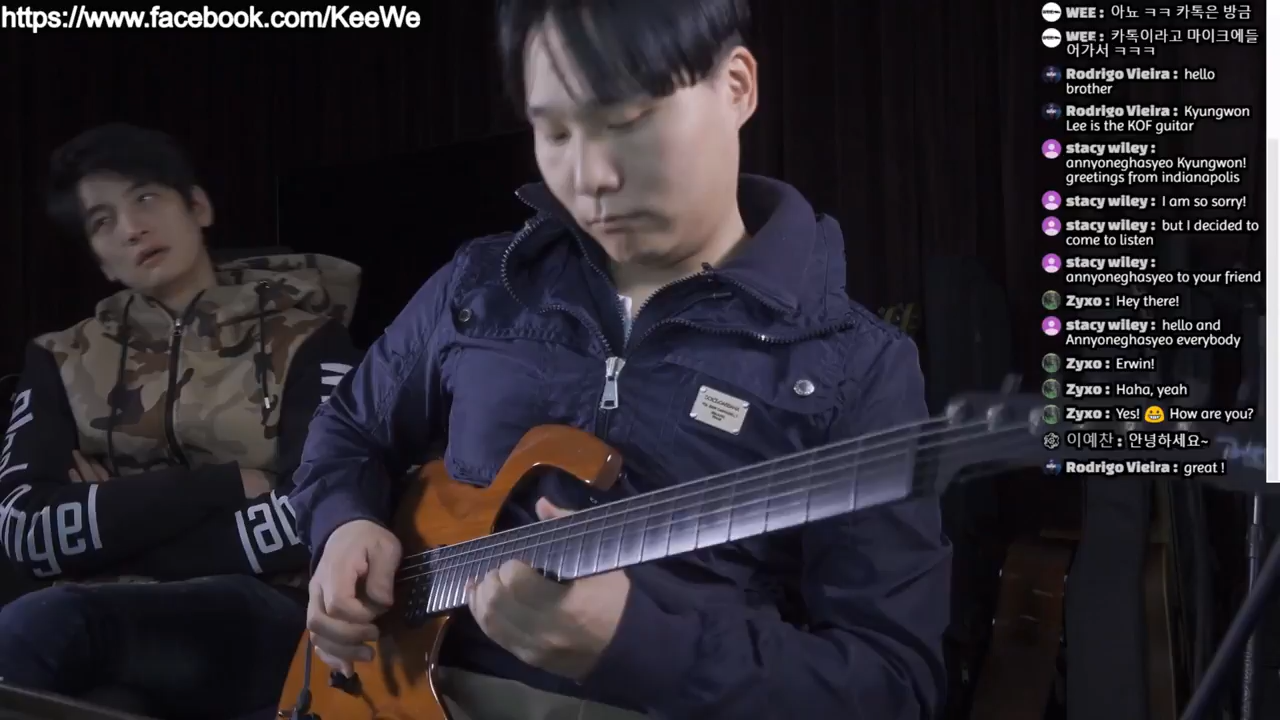 https://www.facebook.com/KeeWe
WEE : 아뇨 ㅋㅋ 카톡은 방금
WEE : 카톡이라고 마이크에들
어가서 ㅋㅋㅋ
Rodrigo Vieira : hello
brother
Rodrigo Vieira : Kyungwon
Lee is the KOF guitar
stacy wiley :
annyoneghasyeo Kyungwon!
greetings from indianapolis
stacy wiley : I am so sorry!
stacy wiley : but I decided to
come to listen
stacy wiley :
annyoneghasyeo to your friend
Zyxo : Hey there!
stacy wiley : hello and
Annyoneghasyeo everybody
Zyxo : Erwin!
Zyxo : Haha, yeah
Zyxo : Yes! 😀 How are you?
이예찬 : 안녕하세요~
Rodrigo Vieira : great !
DOLCE&GABBANA